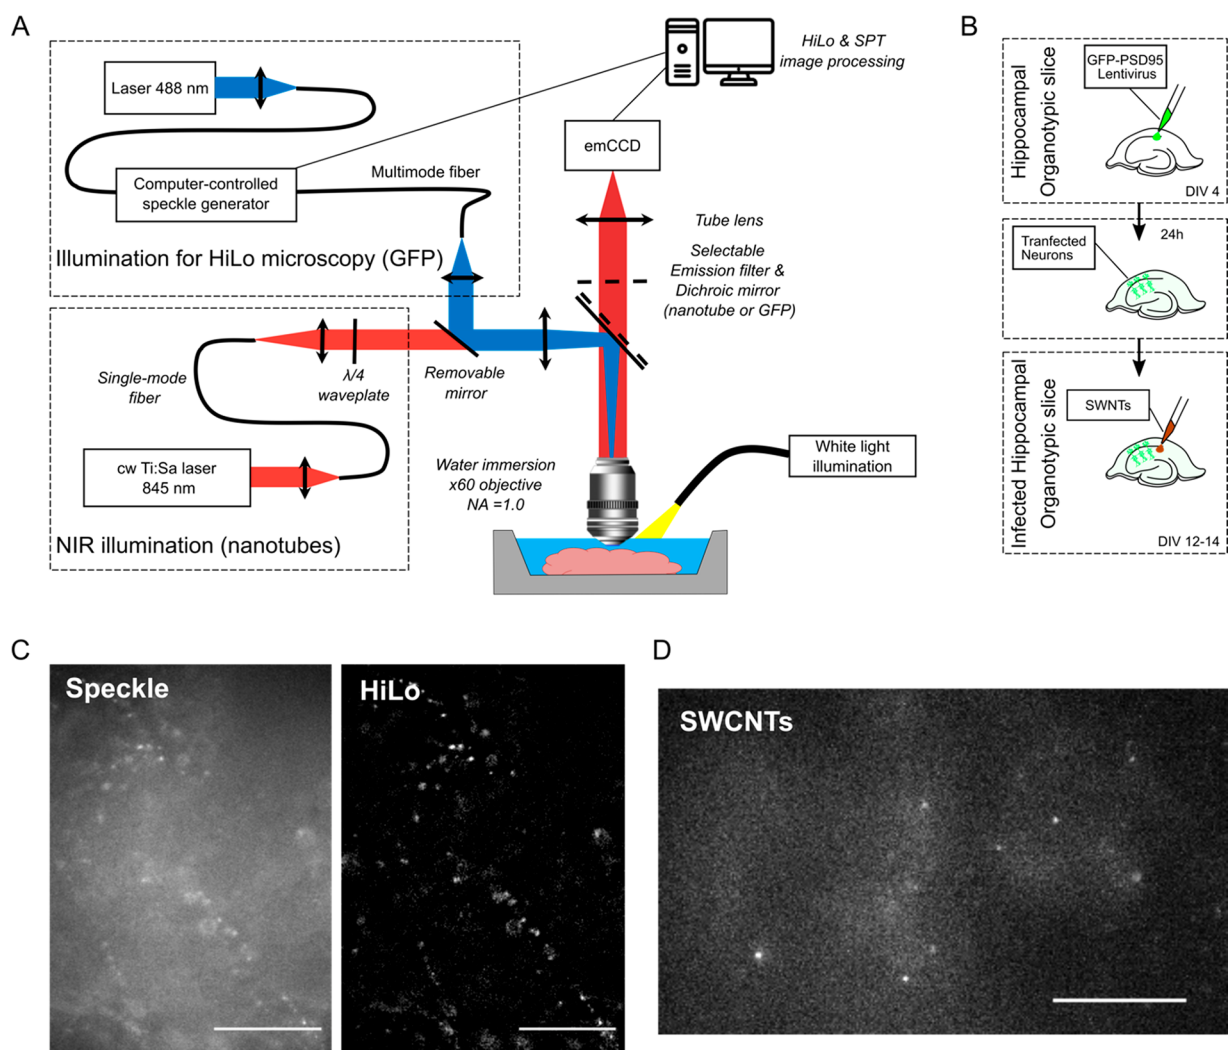 A
Laser 488 nm
Computer-controlled
speckle generator
Multimode fiber
Illumination for HiLo microscopy (GFP)
HiLo & SPT
image processing
emCCD
Tube lens
Selectable
Emission filter &
Dichroic mirror
(nanotube or GFP)
Single-mode
fiber
λ/4
waveplate
Removable
mirror
cw Ti:Sa laser
845 nm
NIR illumination (nanotubes)
Water immersion
x60 objective
NA =1.0
White light
illumination
B
Hippocampal
Organotypic slice
GFP-PSD95
Lentivirus
DIV 4
24h
Tranfected
Neurons
Infected Hippocampal
Organotypic slice
SWNTs
DIV 12-14
C
Speckle
HiLo
D
SWCNTs